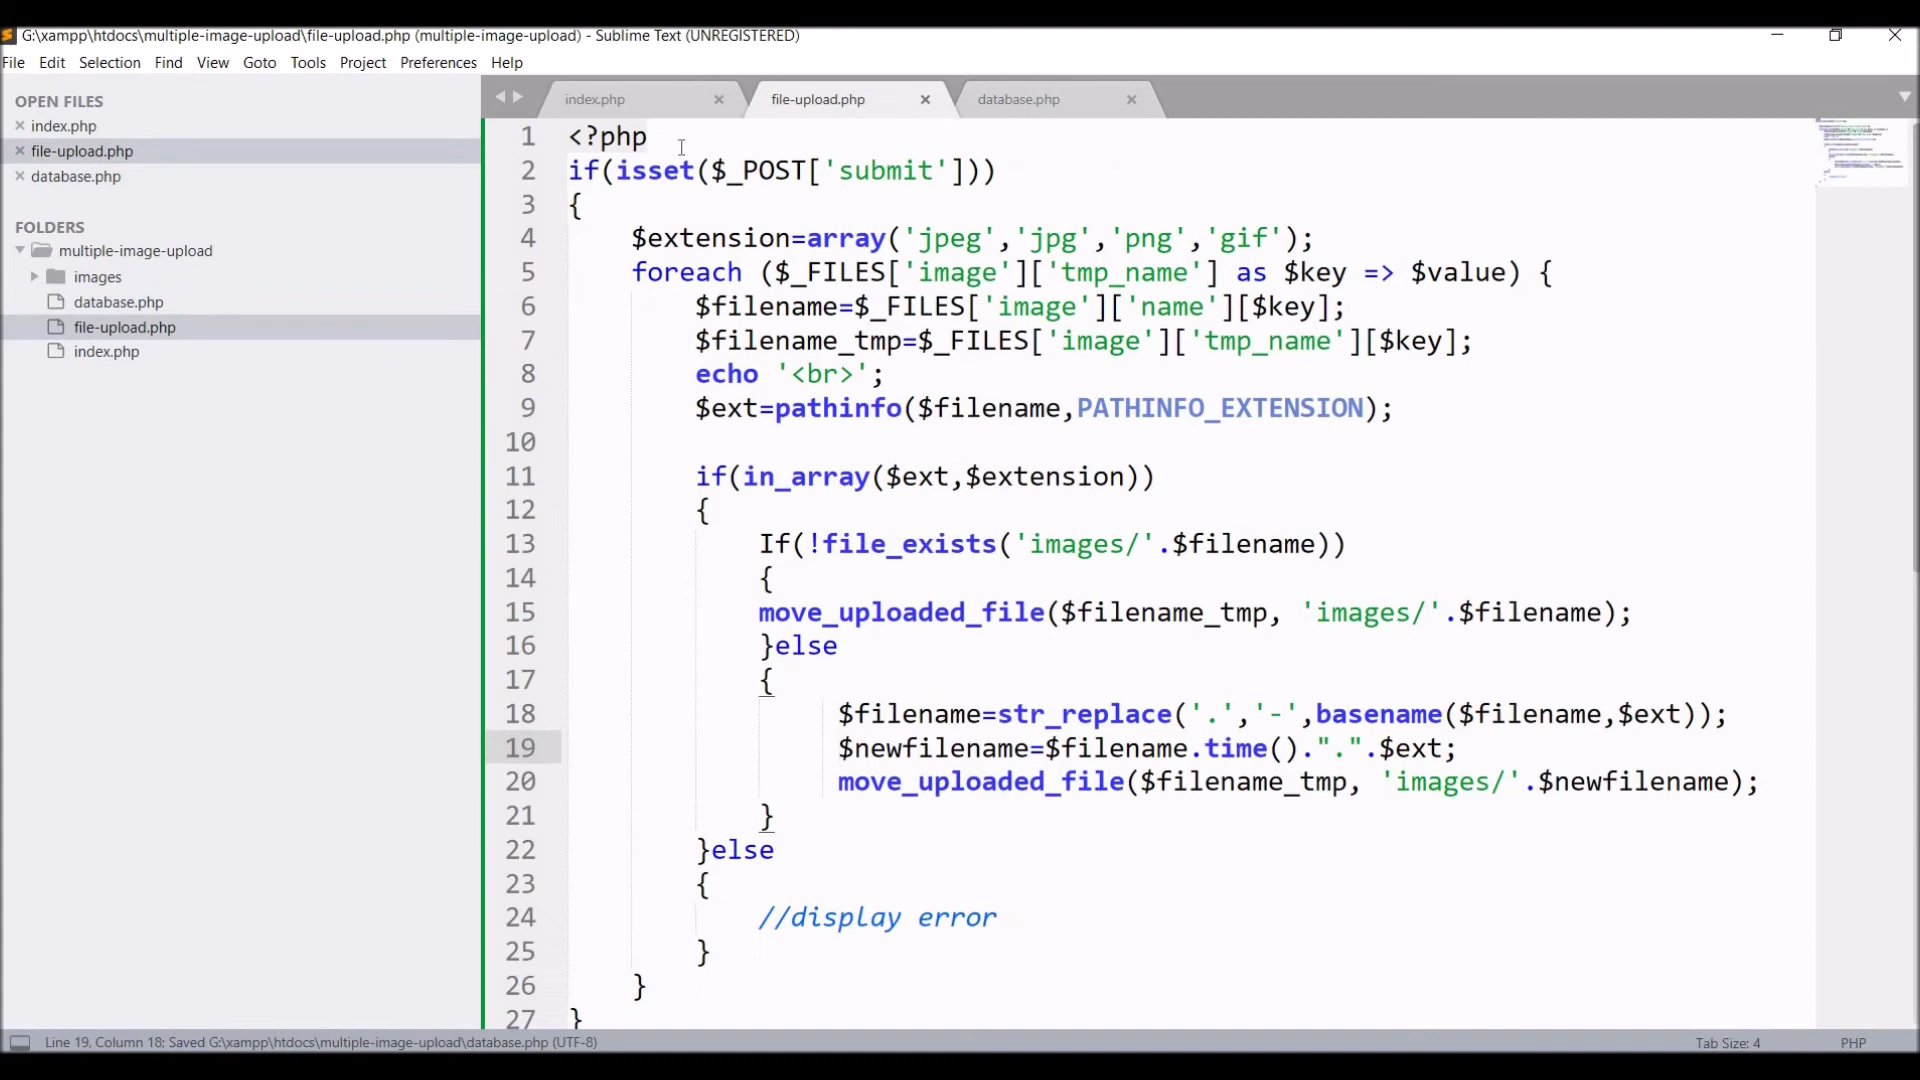 G:\xampp\htdocs\multiple-image-upload\file-upload.php (multiple-image-upload) - Sublime Text (UNREGISTERED)
File Edit Selection Find View Goto Tools Project Preferences Help
OPEN FILES
index.php
file-upload.php
database.php
FOLDERS
multiple-image-upload
images
database.php
file-upload.php
index.php
index.php file-upload.php database.php
1 <?php
2 if(isset($_POST['submit']))
3 {
4 $extension=array('jpeg','jpg','png','gif');
5 foreach ($_FILES['image']['tmp_name'] as $key => $value) {
6 $filename=$_FILES['image']['name'][$key];
7 $filename_tmp=$_FILES['image']['tmp_name'][$key];
8 echo '<br>';
9 $ext=pathinfo($filename,PATHINFO_EXTENSION);
10
11 if(in_array($ext,$extension))
12 {
13 If(!file_exists('images/'.$filename))
14 {
15 move_uploaded_file($filename_tmp, 'images/'.$filename);
16 }else
17 {
18 $filename=str_replace('.','-',basename($filename,$ext));
19 $newfilename=$filename.time().".".$ext;
20 move_uploaded_file($filename_tmp, 'images/'.$newfilename);
21 }
22 }else
23 {
24 //display error
25 }
26 }
27 }
Line 19, Column 18; Saved G:\xampp\htdocs\multiple-image-upload\database.php (UTF-8) Tab Size: 4 PHP